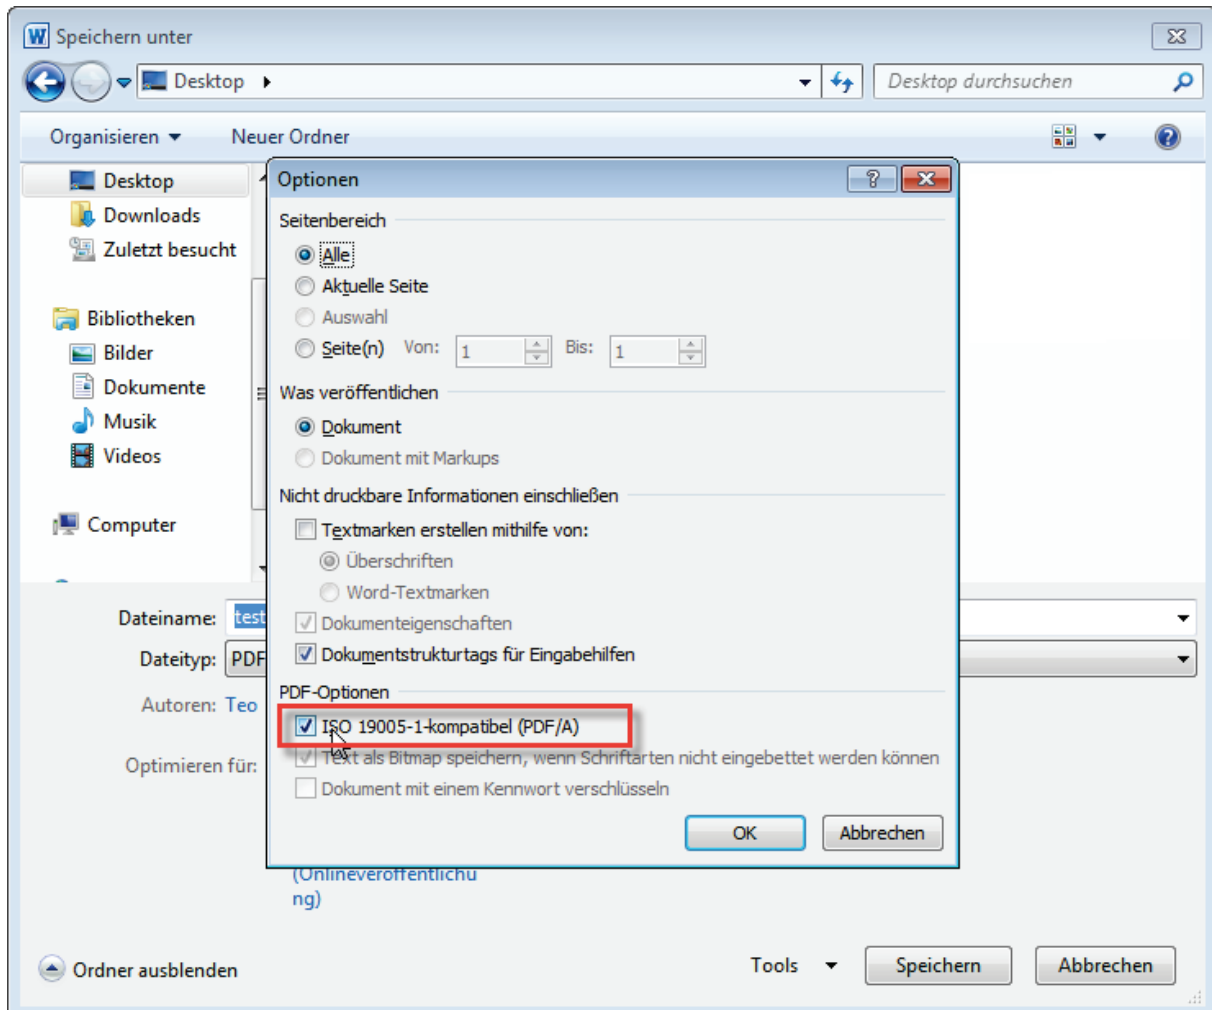 Speichern unter
Desktop
Desktop durchsuchen
Organisieren
Neuer Ordner
Desktop
Downloads
Zuletzt besucht
Bibliotheken
Bilder
Dokumente
Musik
Videos
Computer
Optionen
Seitenbereich
Alle
Aktuelle Seite
Auswahl
Seite(n) Von: 1 Bis: 1
Was veröffentlichen
Dokument
Dokument mit Markups
Nicht druckbare Informationen einschließen
Textmarken erstellen mithilfe von:
Überschriften
Word-Textmarken
Dokumenteigenschaften
Dokumentstrukturtags für Eingabehilfen
PDF-Optionen
ISO 19005-1-kompatibel (PDF/A)
Text als Bitmap speichern, wenn Schriftarten nicht eingebettet werden können
Dokument mit einem Kennwort verschlüsseln
OK
Abbrechen
Dateiname: test
Dateityp: PDF
Autoren: Teo
Optimieren für:
(Onlineveröffentlichu
ng)
Ordner ausblenden
Tools
Speichern
Abbrechen